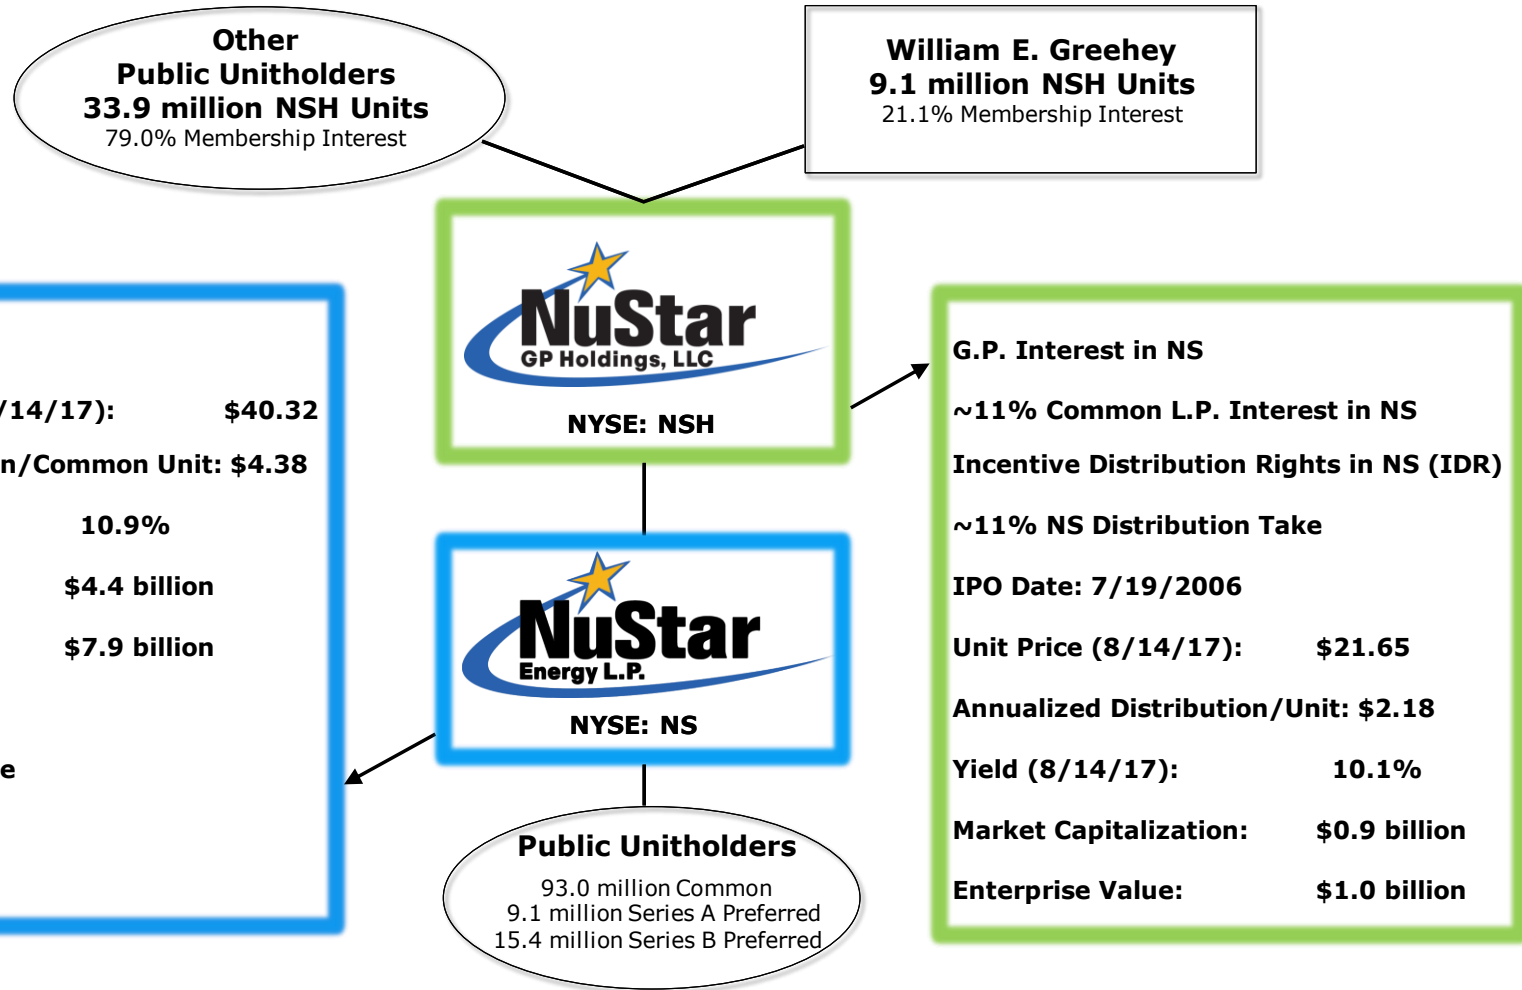 Other
Public Unitholders
33.9 million NSH Units
79.0% Membership Interest
William E. Greehey
9.1 million NSH Units
21.1% Membership Interest
NuStar
GP Holdings, LLC
NYSE: NSH
/14/17): $40.32
n/Common Unit: $4.38
10.9%
$4.4 billion
$7.9 billion
e
NuStar
Energy L.P.
NYSE: NS
Public Unitholders
93.0 million Common
9.1 million Series A Preferred
15.4 million Series B Preferred
G.P. Interest in NS
~11% Common L.P. Interest in NS
Incentive Distribution Rights in NS (IDR)
~11% NS Distribution Take
IPO Date: 7/19/2006
Unit Price (8/14/17): $21.65
Annualized Distribution/Unit: $2.18
Yield (8/14/17): 10.1%
Market Capitalization: $0.9 billion
Enterprise Value: $1.0 billion